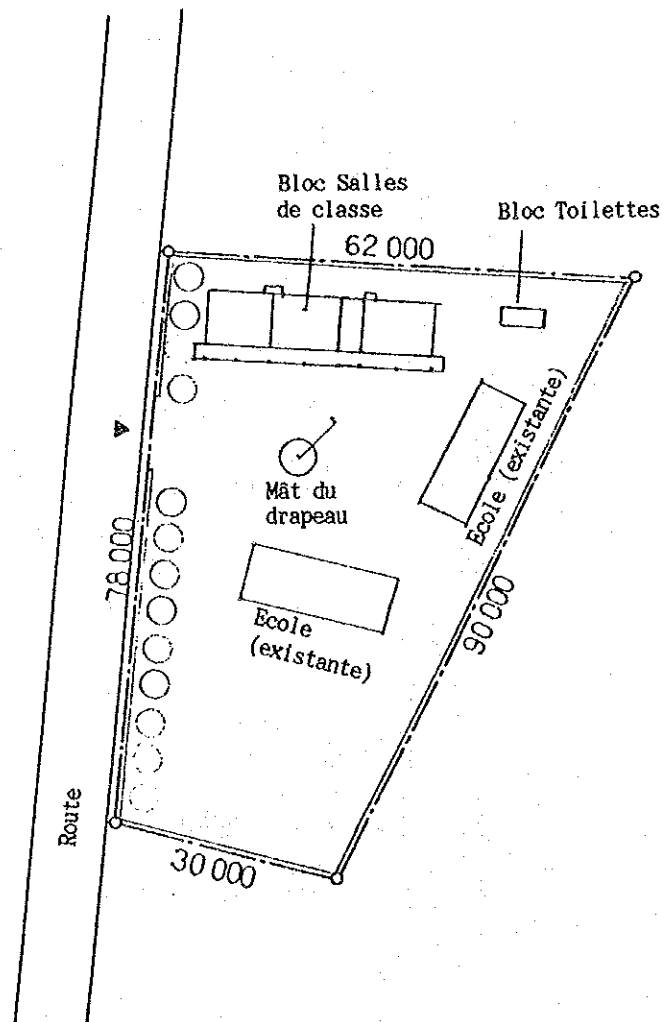 Bloc Salles
de classe
Bloc Toilettes
62 000
Ecole (existante)
Mât du
drapeau
78 000
Ecole
(existante)
90 000
Route
30 000